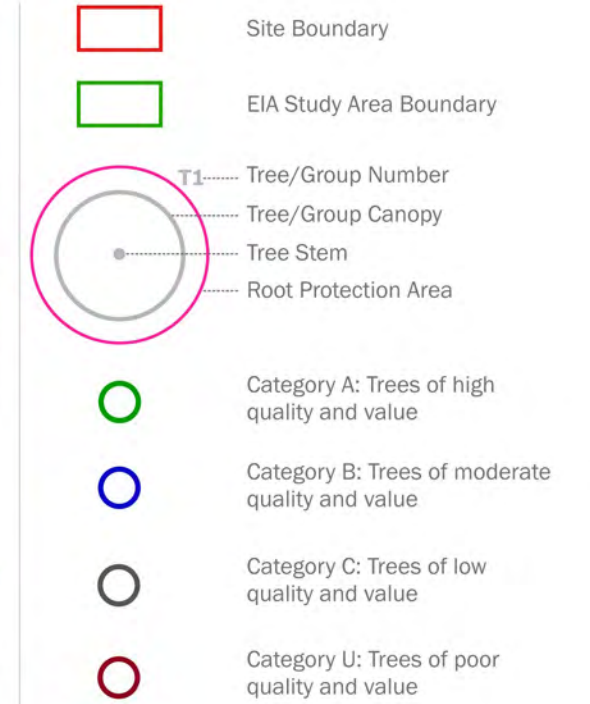 Site Boundary
EIA Study Area Boundary
T1
Tree/Group Number
Tree/Group Canopy
Tree Stem
Root Protection Area
Category A: Trees of high
quality and value
Category B: Trees of moderate
quality and value
Category C: Trees of low
quality and value
Category U: Trees of poor
quality and value